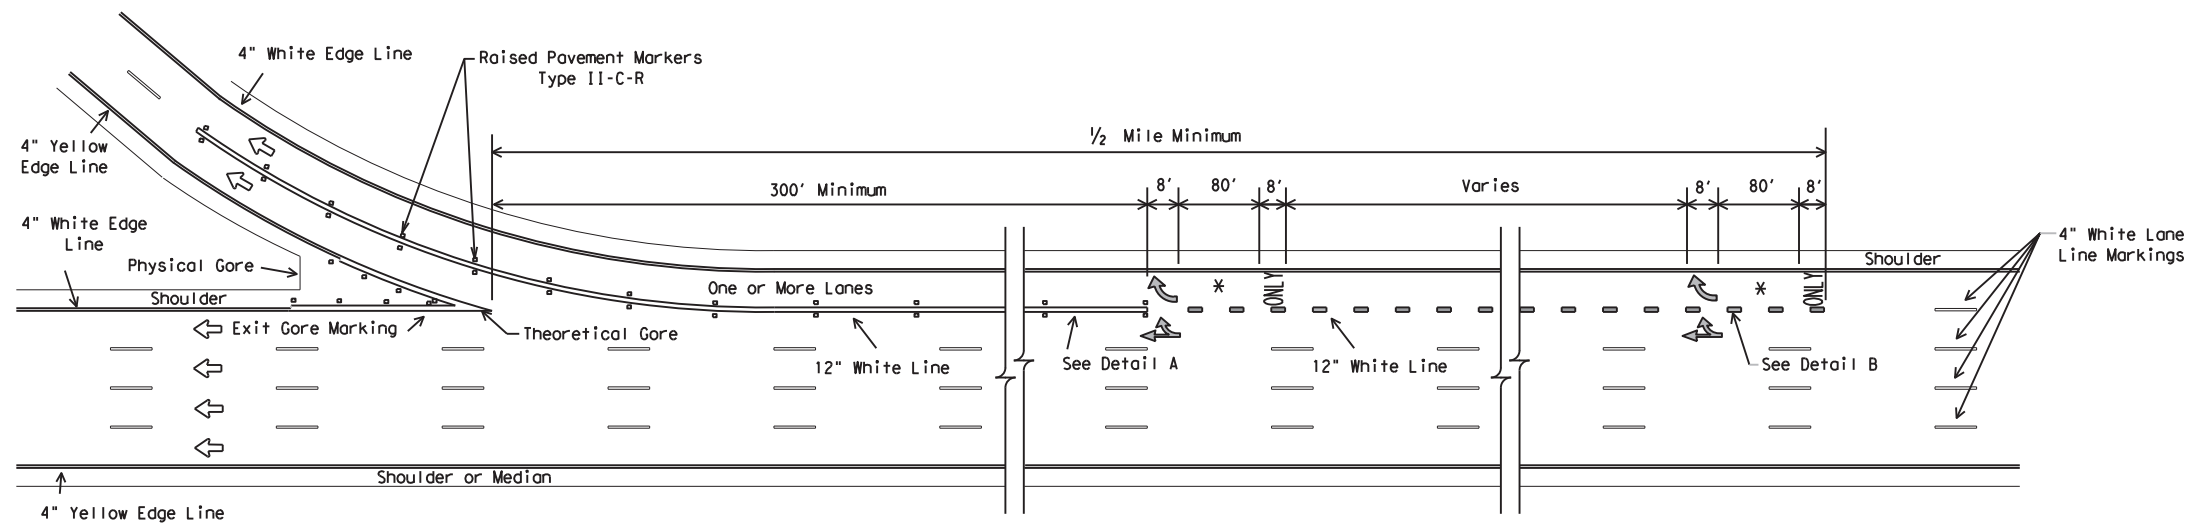 4" White Edge Line
Raised Pavement Markers
Type II-C-R
4" Yellow
Edge Line
½ Mile Minimum
300' Minimum
8'
80'
8'
Varies
8'
80'
8'
4" White Edge
Line
Physical Gore
Shoulder
4" White Lane
Line Markings
Shoulder
One or More Lanes
*
ONLY
*
ONLY
Exit Gore Marking
Theoretical Gore
12" White Line
See Detail A
12" White Line
See Detail B
Shoulder or Median
4" Yellow Edge Line